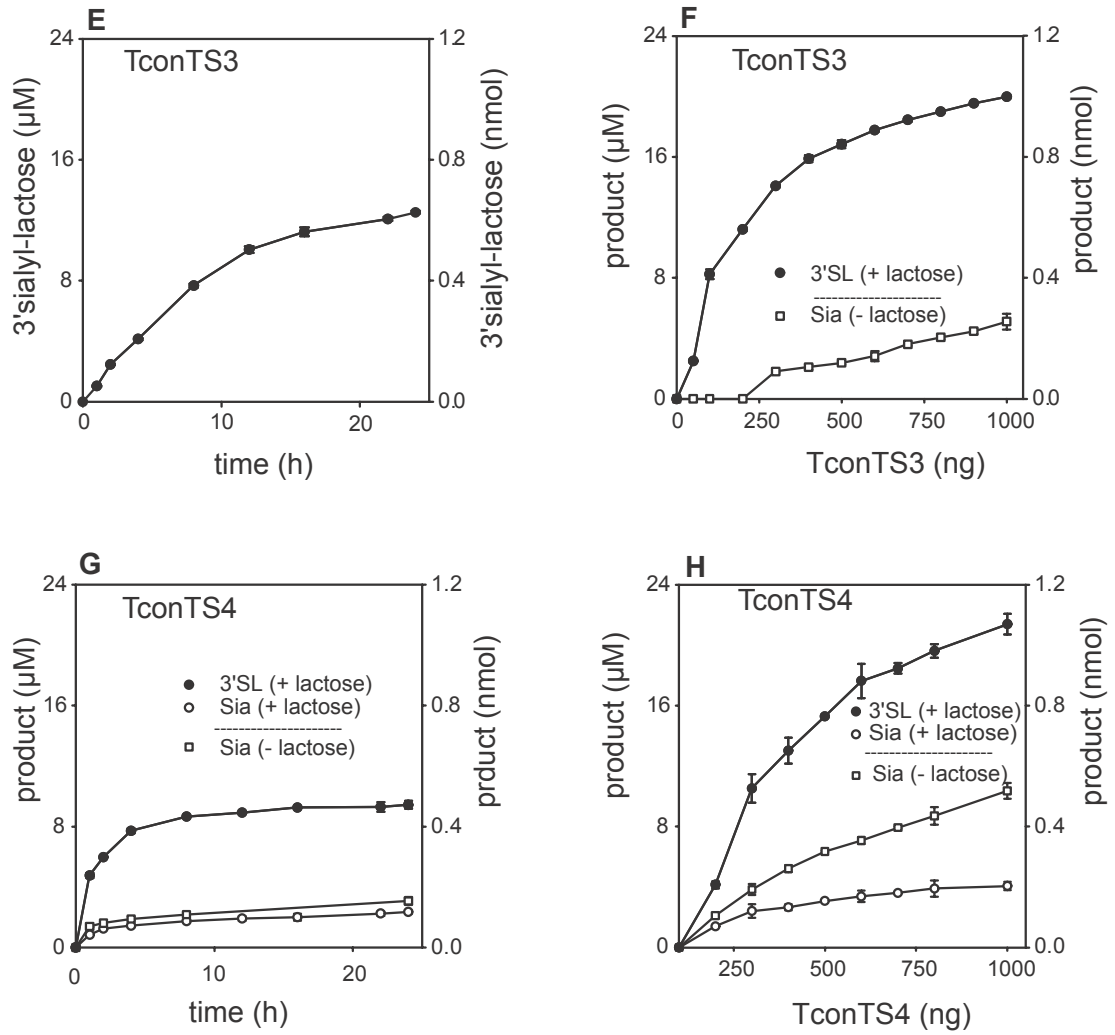 E
TconTS3
3'sialyl-lactose (µM)
24
16
8
0
3'sialyl-lactose (nmol)
1.2
0.8
0.4
0.0
0
10
20
time (h)
F
TconTS3
product (µM)
24
16
8
0
product (nmol)
1.2
0.8
0.4
0.0
3'SL (+ lactose)
----------------------
Sia (- lactose)
0
250
500
750
1000
TconTS3 (ng)
G
TconTS4
product (µM)
24
16
8
0
prduct (nmol)
1.2
0.8
0.4
0.0
3'SL (+ lactose)
Sia (+ lactose)
----------------------
Sia (- lactose)
0
10
20
time (h)
H
TconTS4
product (µM)
24
16
8
0
product (nmol)
1.2
0.8
0.4
0.0
3'SL (+ lactose)
Sia (+ lactose)
----------------------
Sia (- lactose)
250
500
750
1000
TconTS4 (ng)